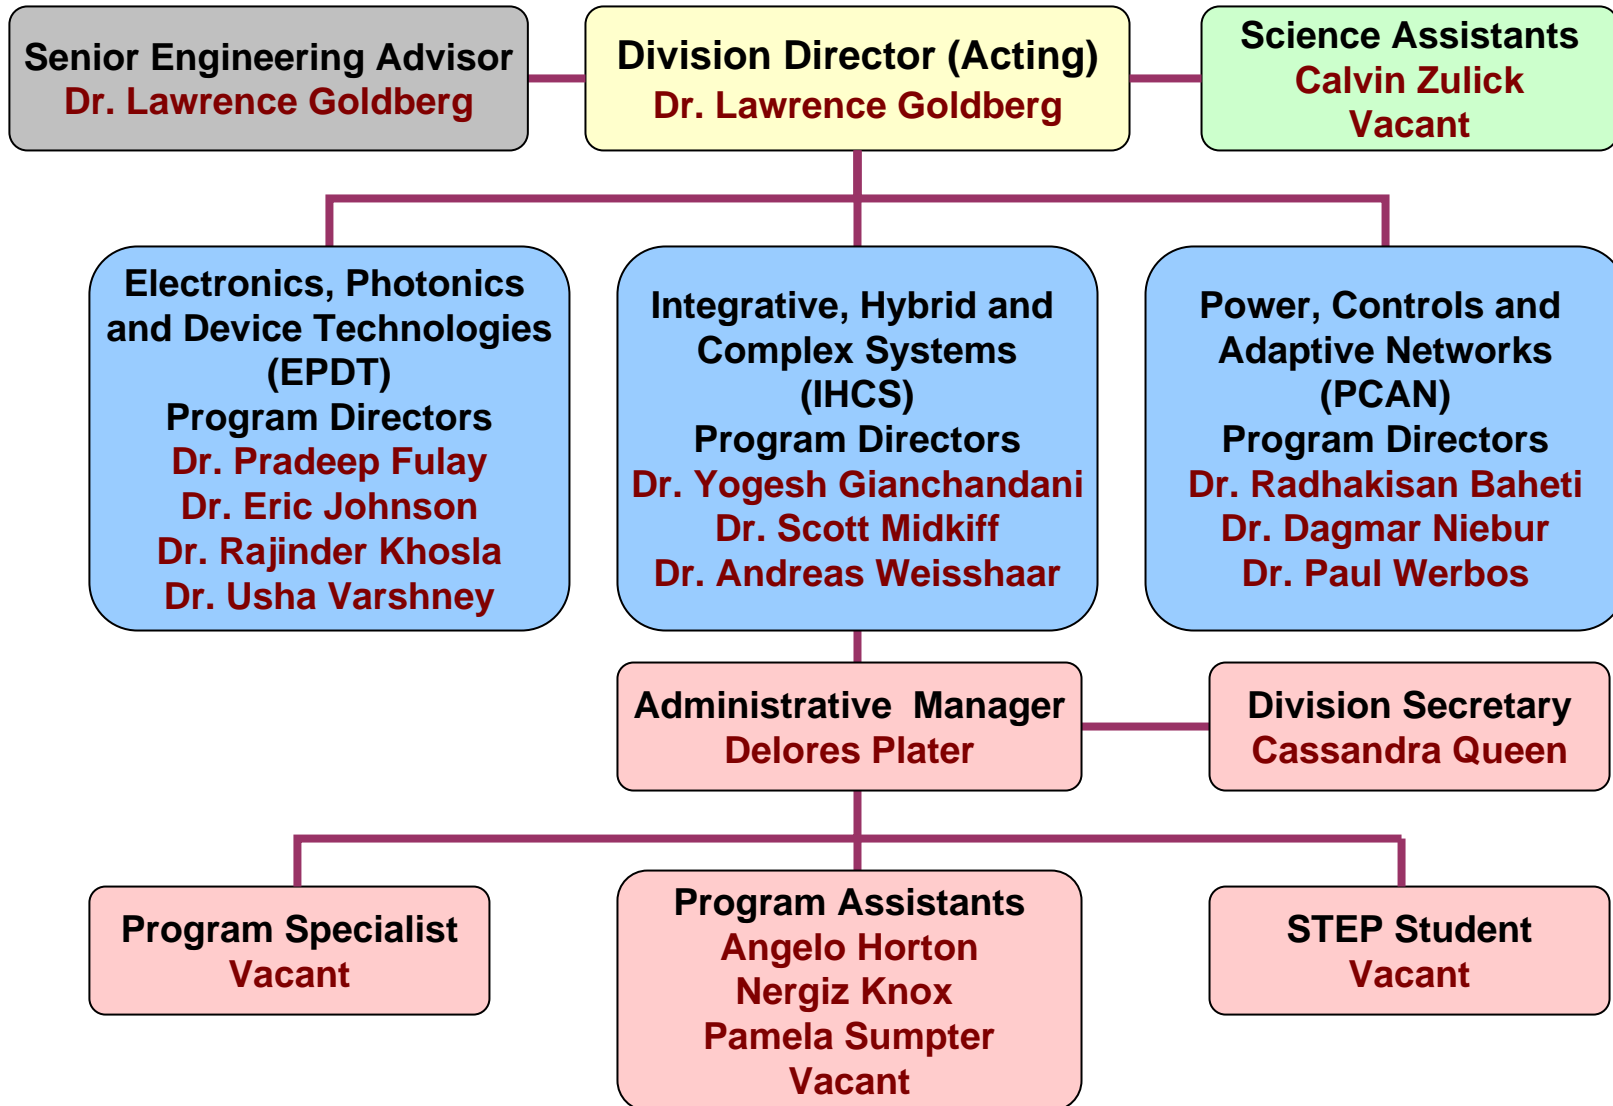 Senior Engineering Advisor
Dr. Lawrence Goldberg
Division Director (Acting)
Dr. Lawrence Goldberg
Science Assistants
Calvin Zulick
Vacant
Electronics, Photonics
and Device Technologies
(EPDT)
Program Directors
Dr. Pradeep Fulay
Dr. Eric Johnson
Dr. Rajinder Khosla
Dr. Usha Varshney
Integrative, Hybrid and
Complex Systems
(IHCS)
Program Directors
Dr. Yogesh Gianchandani
Dr. Scott Midkiff
Dr. Andreas Weisshaar
Power, Controls and
Adaptive Networks
(PCAN)
Program Directors
Dr. Radhakisan Baheti
Dr. Dagmar Niebur
Dr. Paul Werbos
Administrative Manager
Delores Plater
Division Secretary
Cassandra Queen
Program Specialist
Vacant
Program Assistants
Angelo Horton
Nergiz Knox
Pamela Sumpter
Vacant
STEP Student
Vacant